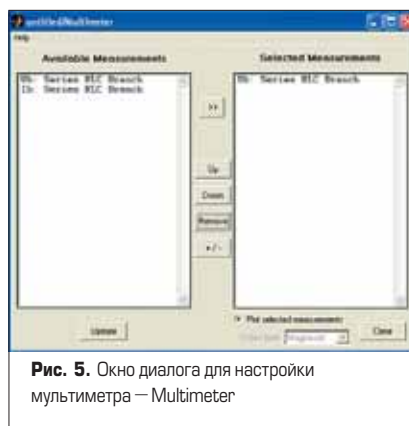 untitled/Multimeter
Help
Available Measurements
Selected Measurements
Ub: Series RLC Branch
Ib: Series RLC Branch
Ub: Series RLC Branch
>>
Up
Down
Remove
+/-
Plot selected measurements
Update
Close
Рис. 5. Окно диалога для настройки
мультиметра — Multimeter